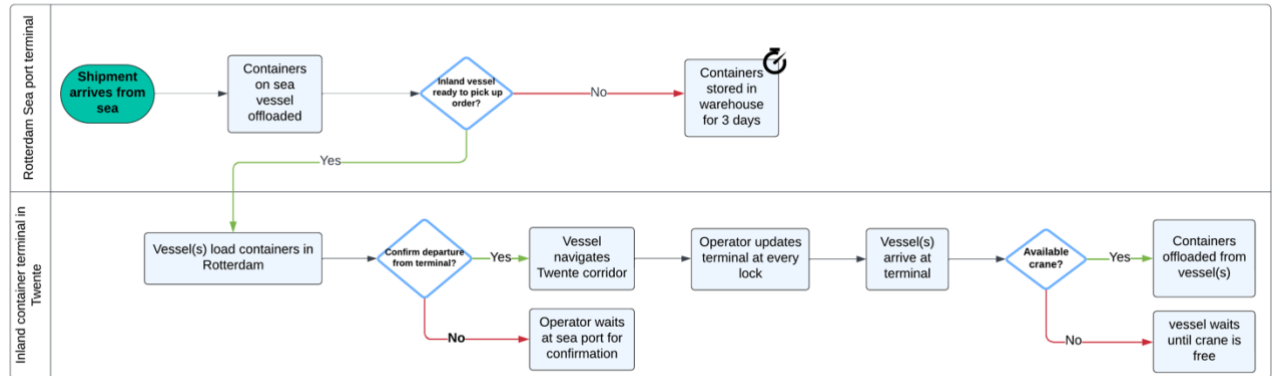 Rotterdam Sea port terminal
Shipment
arrives from
sea
Containers
on sea
vessel
offloaded
Inland vessel
ready to pick up
order?
No
Containers
stored in
warehouse
for 3 days
Yes
Inland container terminal in
Twente
Vessel(s) load containers in
Rotterdam
Confirm departure
from terminal?
Yes
Vessel
navigates
Twente corridor
Operator updates
terminal at every
lock
Vessel(s)
arrive at
terminal
Available
crane?
Yes
Containers
offloaded from
vessel(s)
No
Operator waits
at sea port for
confirmation
No
vessel waits
until crane is
free